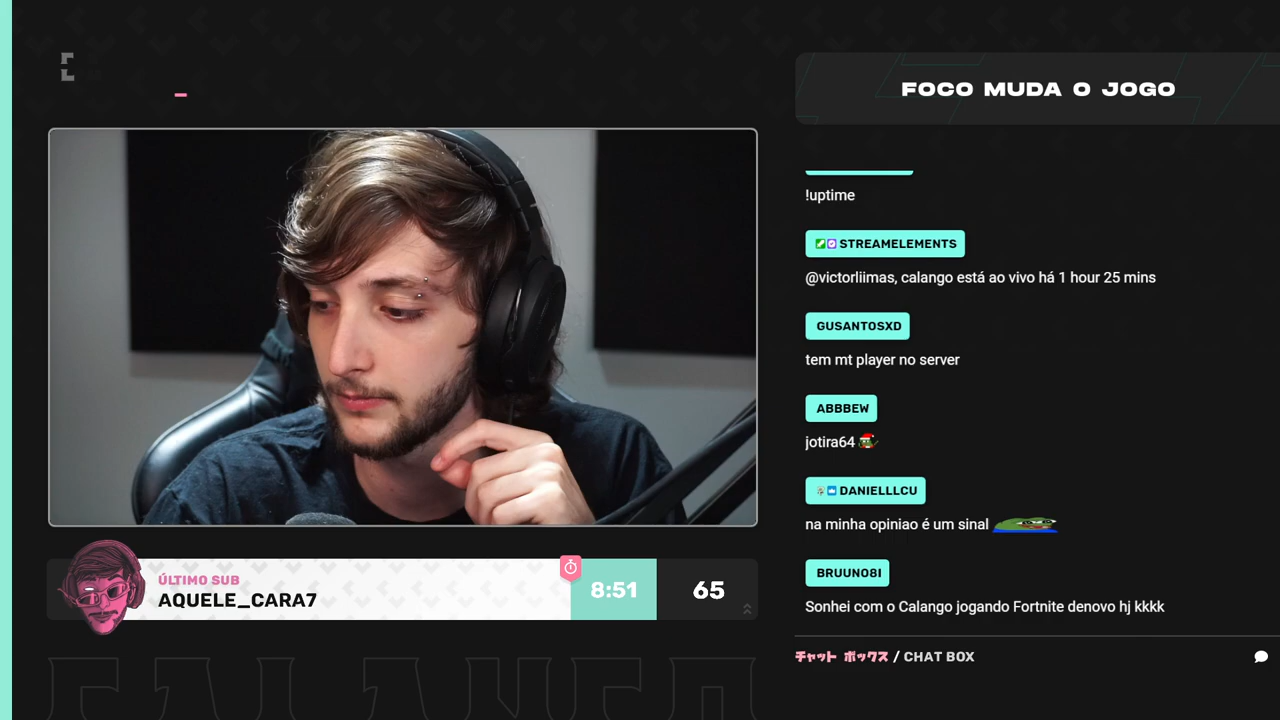 FOCO MUDA O JOGO
!uptime
STREAMELEMENTS
@victorliimas, calango está ao vivo há 1 hour 25 mins
GUSANTOSXD
tem mt player no server
ABBBEW
jotira64
DANIELLLCU
na minha opiniao é um sinal
BRUUNO8I
Sonhei com o Calango jogando Fortnite denovo hj kkkk
チャット ボックス / CHAT BOX
ÚLTIMO SUB
AQUELE_CARA7
8:51
65
CALANGO